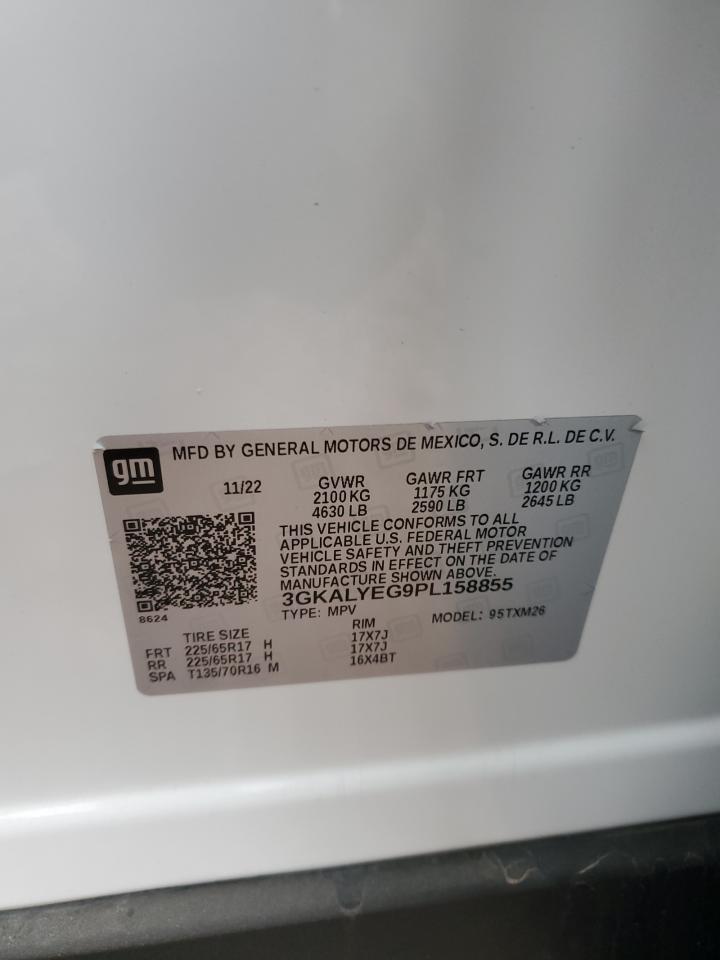 gm
MFD BY GENERAL MOTORS DE MEXICO, S. DE R.L. DE C.V.
11/22 GVWR GAWR FRT GAWR RR
2100 KG 1175 KG 1200 KG
4630 LB 2590 LB 2645 LB
THIS VEHICLE CONFORMS TO ALL
APPLICABLE U.S. FEDERAL MOTOR
VEHICLE SAFETY AND THEFT PREVENTION
STANDARDS IN EFFECT ON THE DATE OF
MANUFACTURE SHOWN ABOVE.
3GKALYEG9PL158855
8624
TYPE: MPV MODEL: 95TXM26
TIRE SIZE RIM
FRT 225/65R17 H 17X7J
RR 225/65R17 H 17X7J
SPA T135/70R16 M 16X4BT